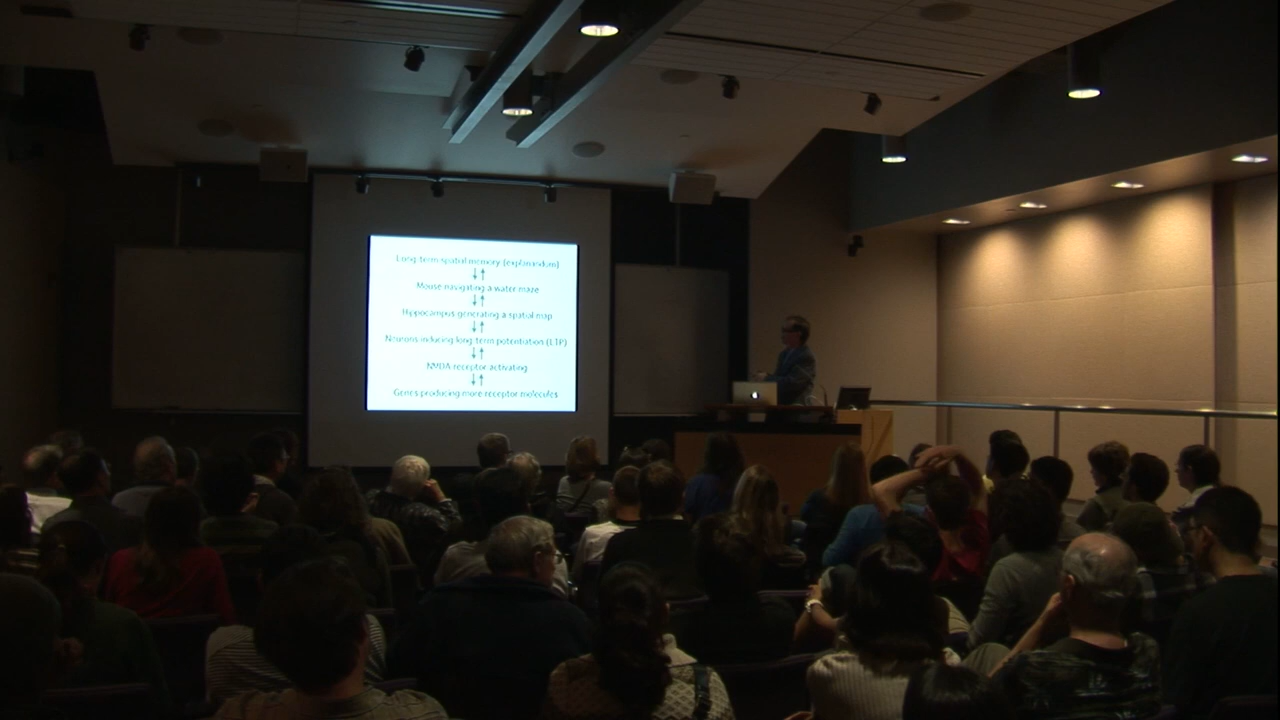 Long-term spatial memory (explanandum)
Mouse navigating a water maze
Hippocampus generating a spatial map
Neurons inducing long-term potentiation (LTP)
NMDA receptor activating
Genes producing more receptor molecules